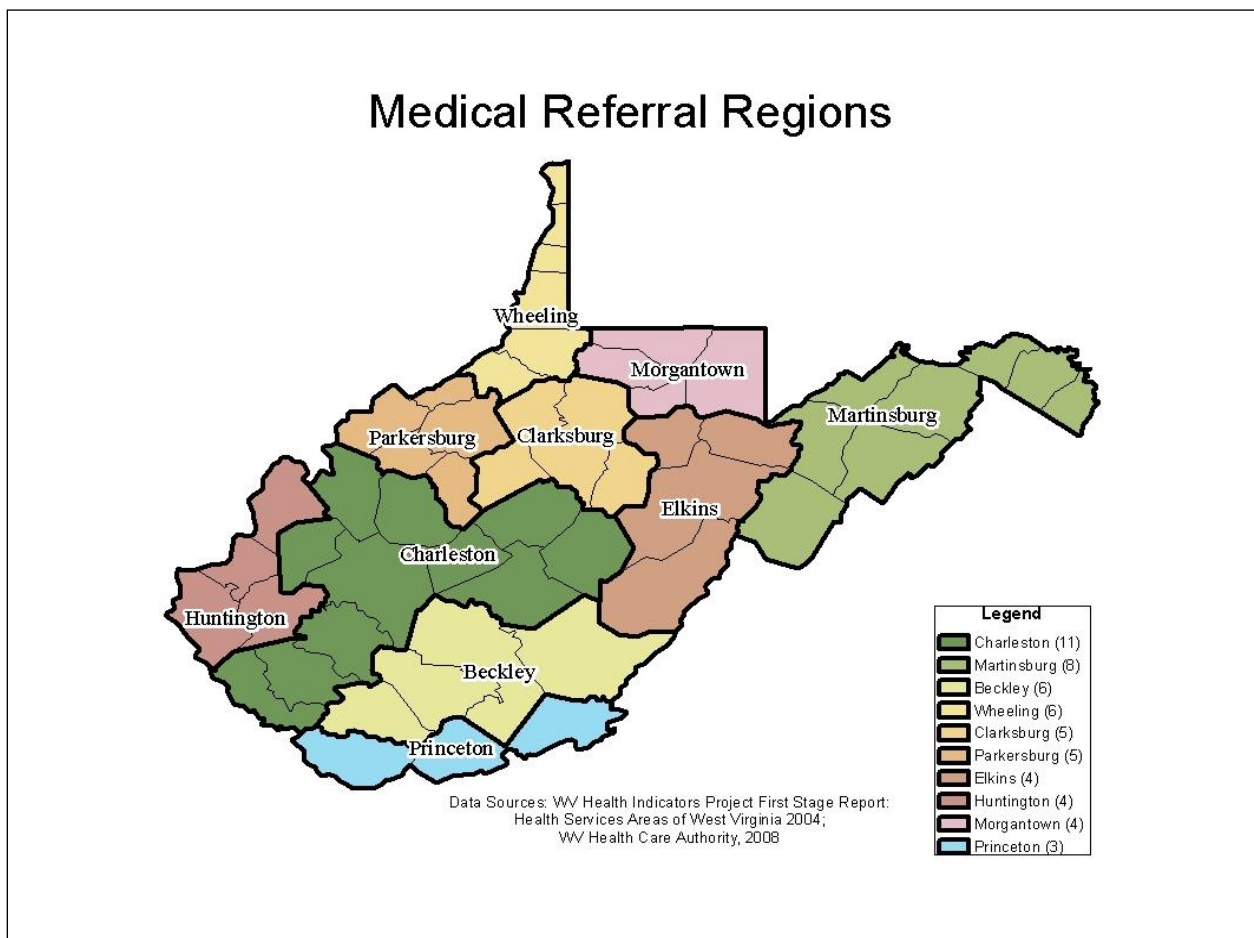 Medical Referral Regions
Wheeling
Morgantown
Martinsburg
Parkersburg
Clarksburg
Elkins
Charleston
Huntington
Beckley
Princeton
Legend
Charleston (11)
Martinsburg (8)
Beckley (6)
Wheeling (6)
Clarksburg (5)
Parkersburg (5)
Elkins (4)
Huntington (4)
Morgantown (4)
Princeton (3)
Data Sources: WV Health Indicators Project First Stage Report:
Health Services Areas of West Virginia 2004;
WV Health Care Authority, 2008